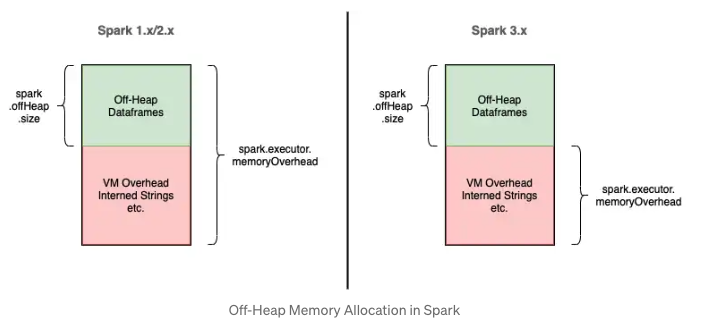 Spark 1.x/2.x
spark
.offHeap
.size
Off-Heap
Dataframes
VM Overhead
Interned Strings
etc.
spark.executor.
memoryOverhead
Spark 3.x
spark
.offHeap
.size
Off-Heap
Dataframes
VM Overhead
Interned Strings
etc.
spark.executor.
memoryOverhead
Off-Heap Memory Allocation in Spark